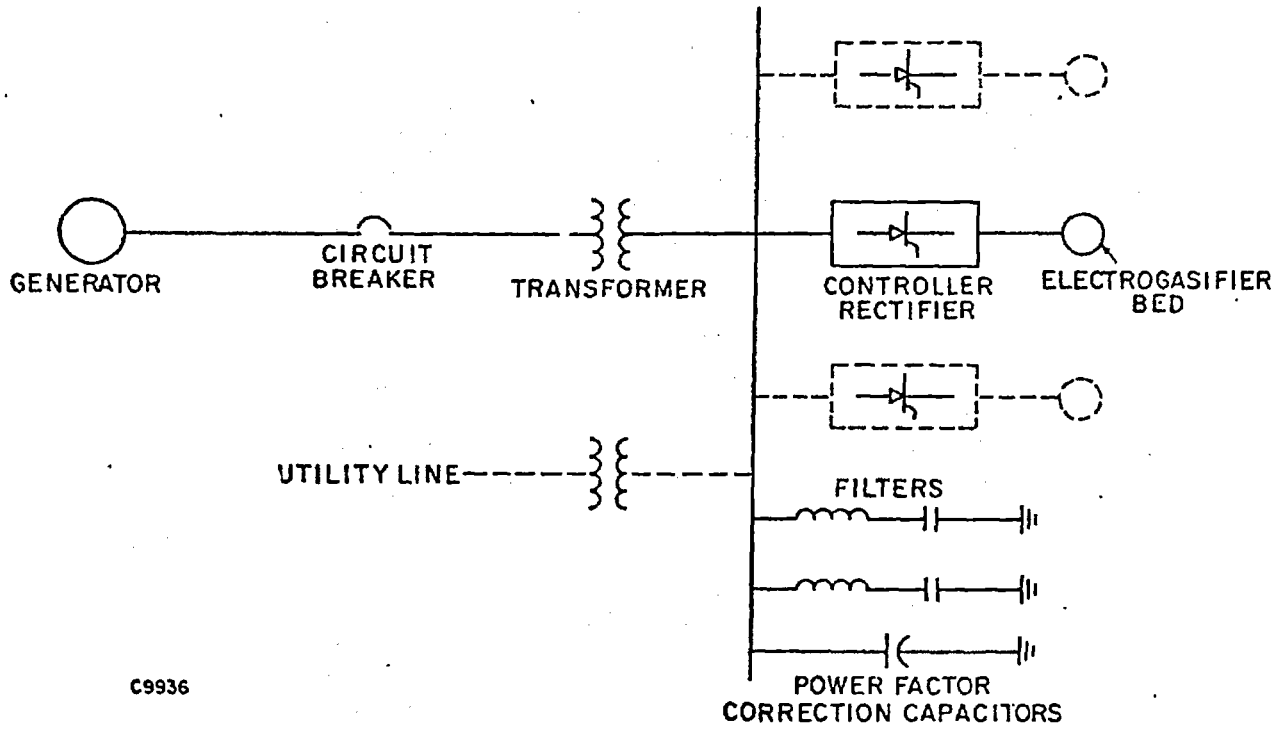 GENERATOR
CIRCUIT
BREAKER
TRANSFORMER
CONTROLLER
RECTIFIER
ELECTROGASIFIER
BED
UTILITY LINE
FILTERS
POWER FACTOR
CORRECTION CAPACITORS
C9936